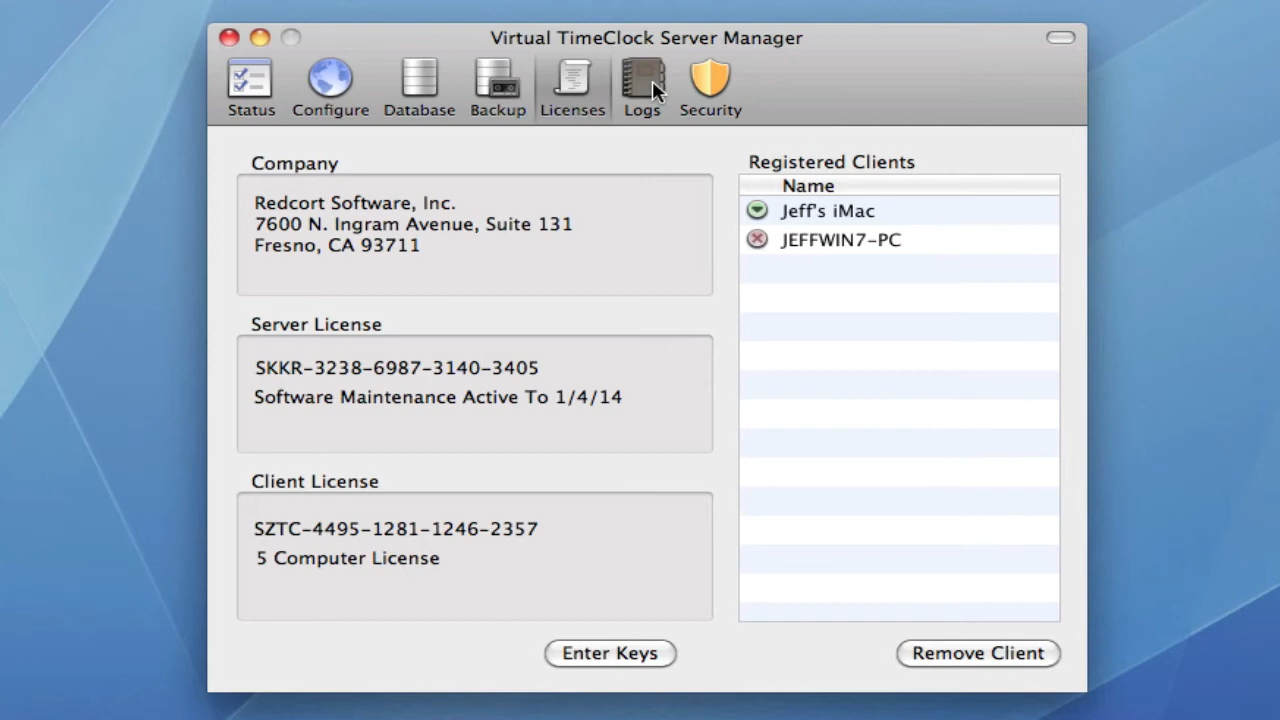 Virtual TimeClock Server Manager
Status Configure Database Backup Licenses Logs Security
Company
Redcort Software, Inc.
7600 N. Ingram Avenue, Suite 131
Fresno, CA 93711
Server License
SKKR-3238-6987-3140-3405
Software Maintenance Active To 1/4/14
Client License
SZTC-4495-1281-1246-2357
5 Computer License
Enter Keys
Registered Clients
Name
Jeff's iMac
JEFFWIN7-PC
Remove Client